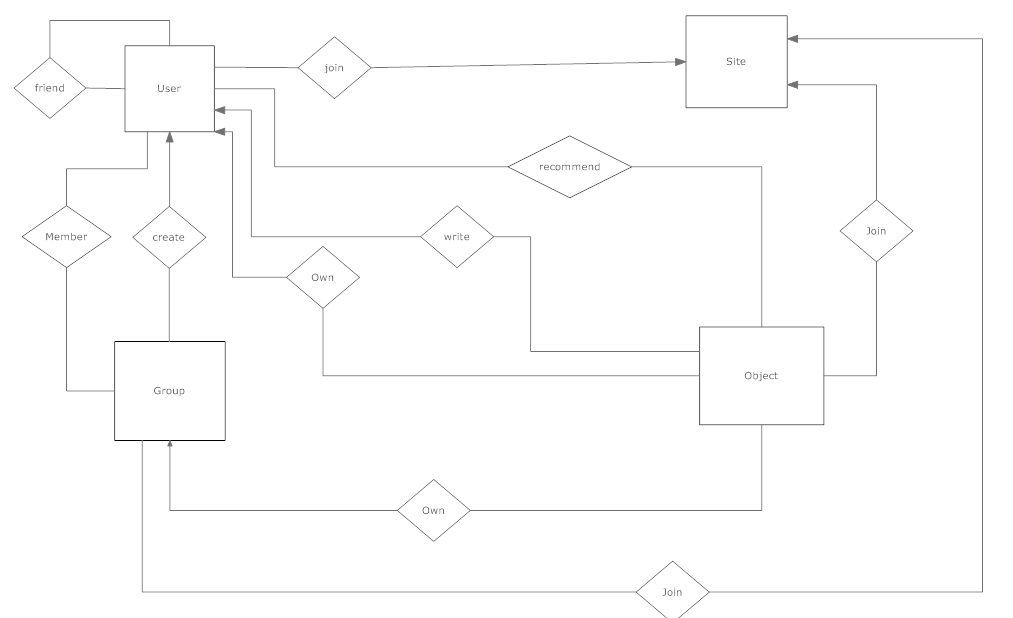 Site
join
friend
User
recommend
Join
Member
create
write
Own
Object
Group
Own
Join